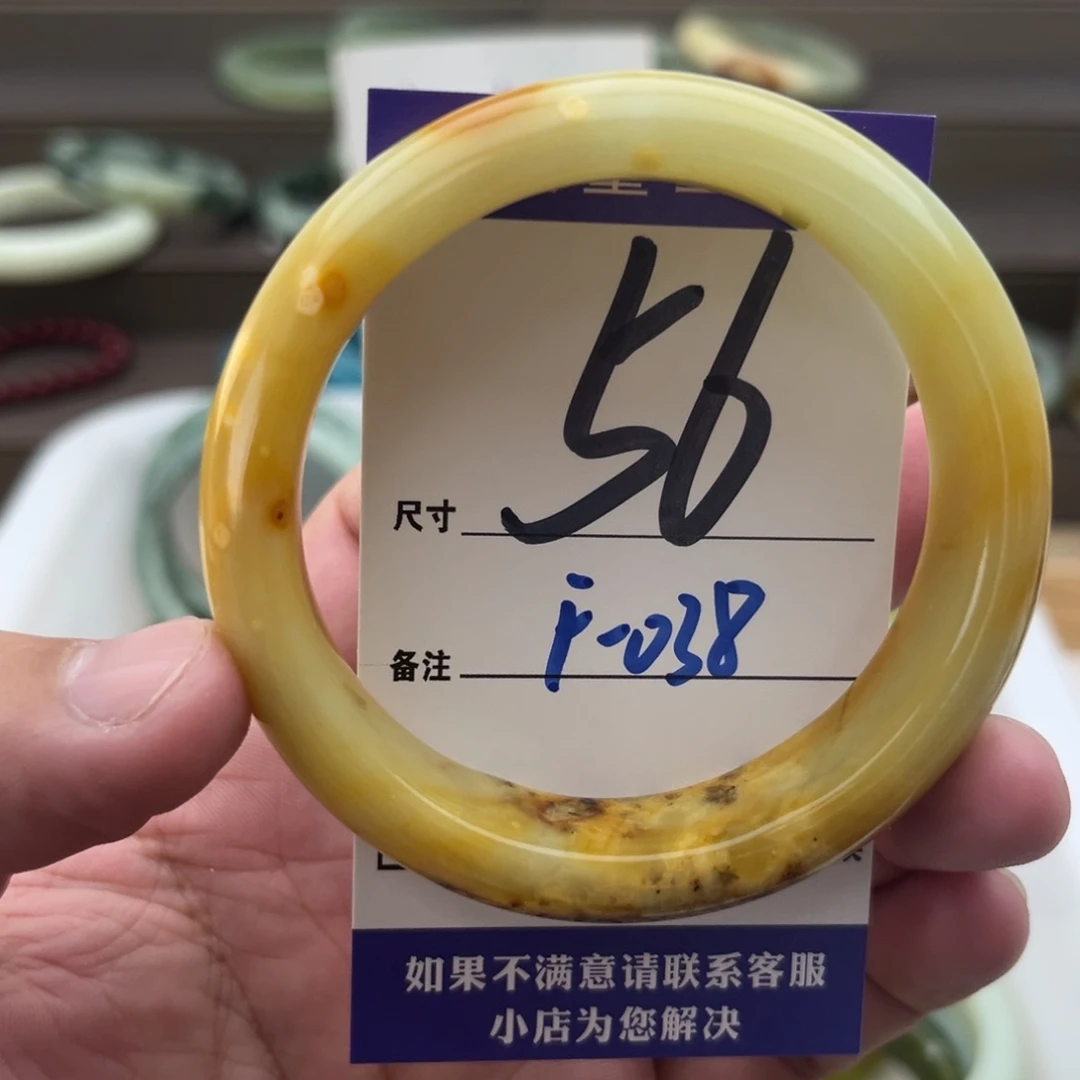 尺寸 56
备注 F-038
如果不满意请联系客服
小店为您解决